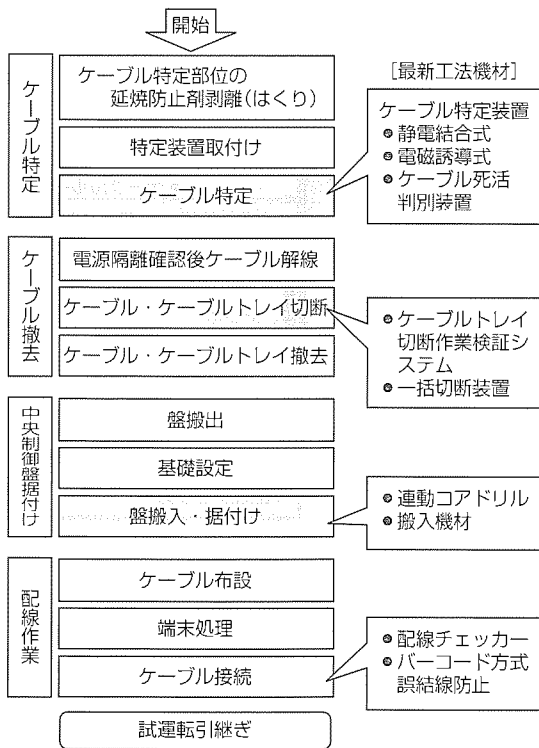 開始
ケーブル特定
ケーブル特定部位の
延焼防止剤剥離(はくり)
特定装置取付け
ケーブル特定
[最新工法機材]
ケーブル特定装置
●静電結合式
●電磁誘導式
●ケーブル死活
判別装置
ケーブル撤去
電源隔離確認後ケーブル解線
ケーブル・ケーブルトレイ切断
ケーブル・ケーブルトレイ撤去
●ケーブルトレイ
切断作業検証シ
ステム
●一括切断装置
中央制御盤据付け
盤搬出
基礎設定
盤搬入・据付け
●連動コアドリル
●搬入機材
配線作業
ケーブル布設
端末処理
ケーブル接続
●配線チェッカー
●バーコード方式
誤結線防止
試運転引継ぎ